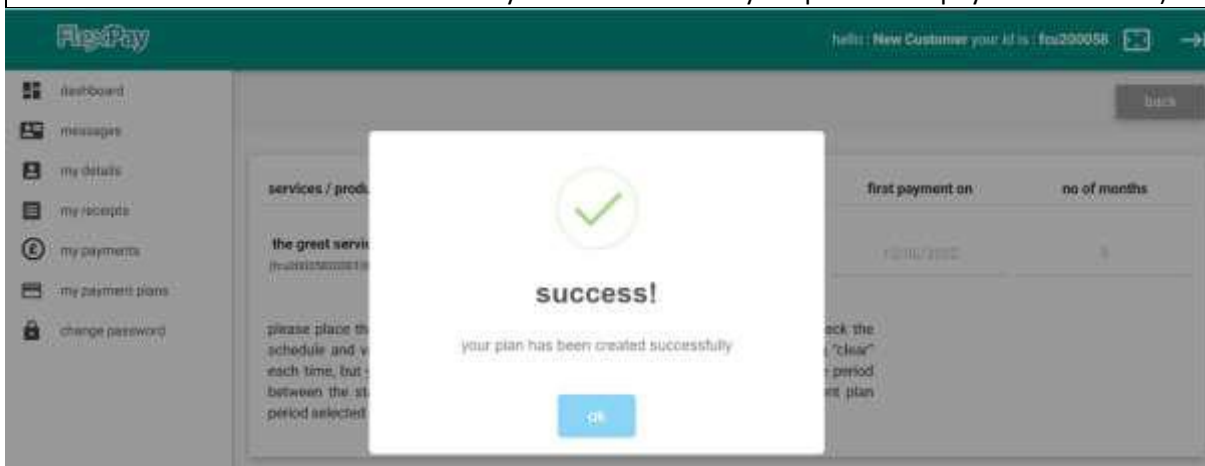 FlexiPay
hello : New Customer your id is : fcu200058
back
dashboard
messages
my details
my receipts
my payments
my payment plans
change password
services / produ
first payment on
no of months
the great servic
success!
your plan has been created successfully
please place th
schedule and v
each time, but
between the st
period selected
eck the
"clear"
period
nt plan
ok